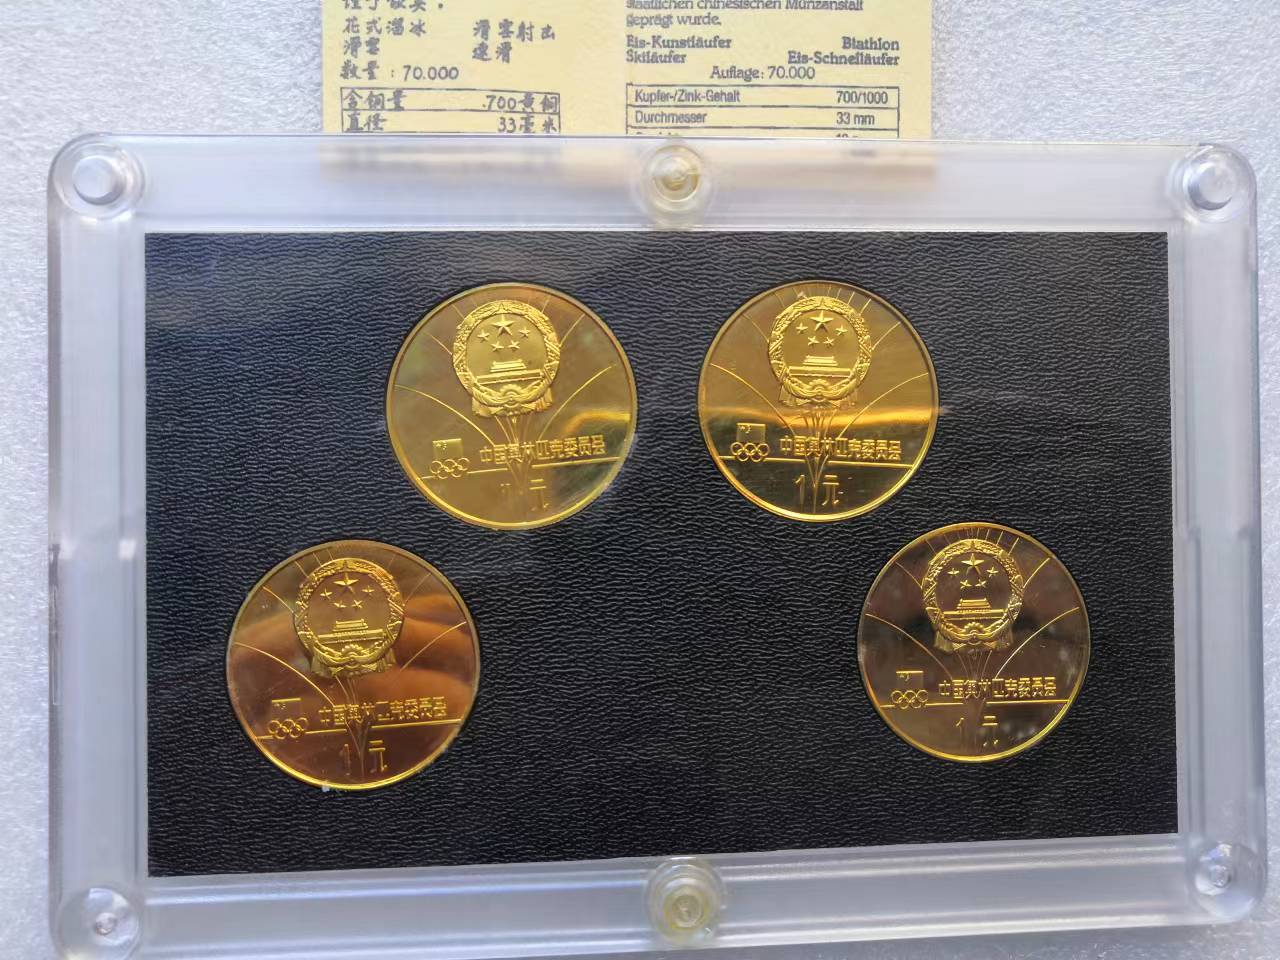 花式溜冰 滑雪射击
滑雪 速滑
数量：70.000
含铜量 .700黄铜
直径 33毫米
staatlichen chinesischen Münzanstalt
geprägt wurde.
Eis-Kunstläufer Biathlon
Skiläufer Eis-Schnelläufer
Auflage: 70.000
Kupfer-/Zink-Gehalt 700/1000
Durchmesser 33 mm
中国奥林匹克委员会
1元
中国奥林匹克委员会
1元
中国奥林匹克委员会
1元
中国奥林匹克委员会
1元